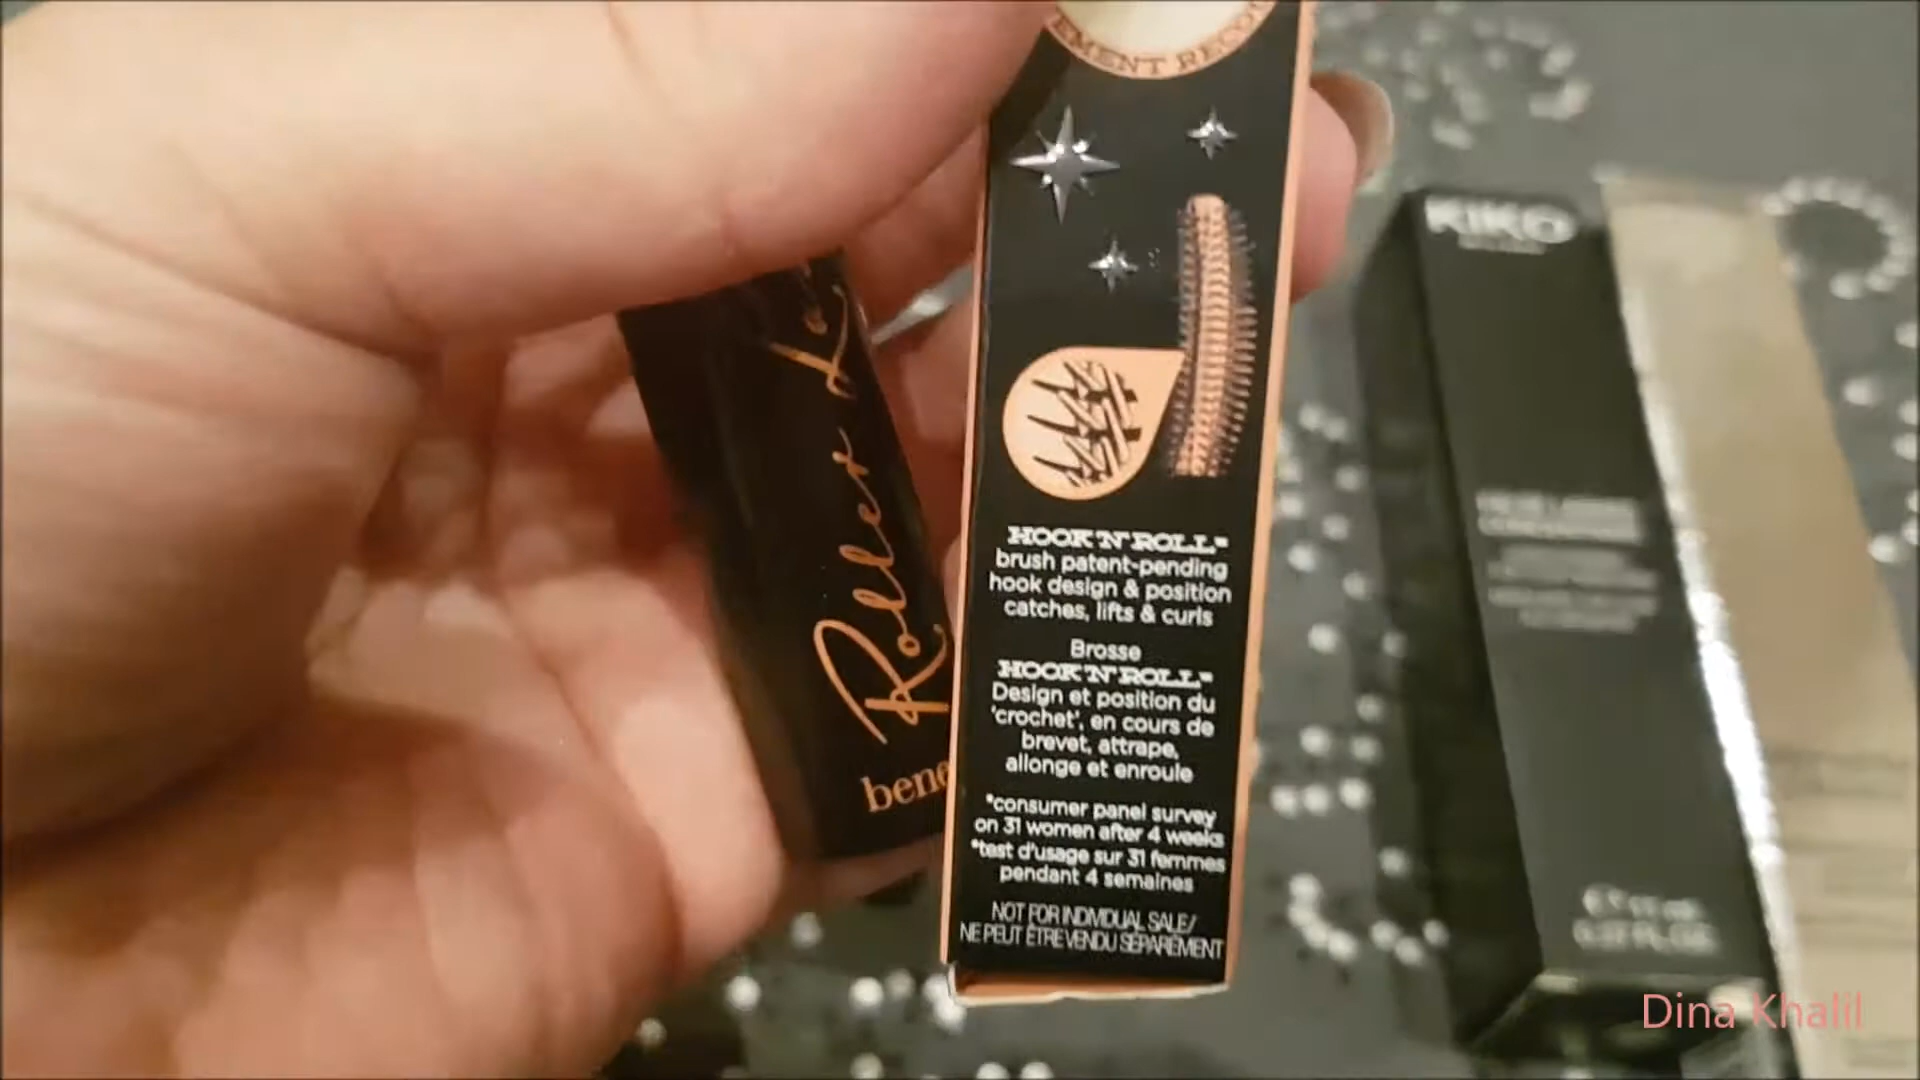 EMENT RECO
HOOK'N'ROLL™
brush patent-pending
hook design & position
catches, lifts & curls
Brosse
HOOK'N'ROLL™
Design et position du
'crochet', en cours de
brevet, attrape,
allonge et enroule
*consumer panel survey
on 31 women after 4 weeks
*test d'usage sur 31 femmes
pendant 4 semaines
NOT FOR INDIVIDUAL SALE/
NE PEUT ÊTRE VENDU SÉPARÉMENT
Roller
bene
KIKO
Dina Khalil